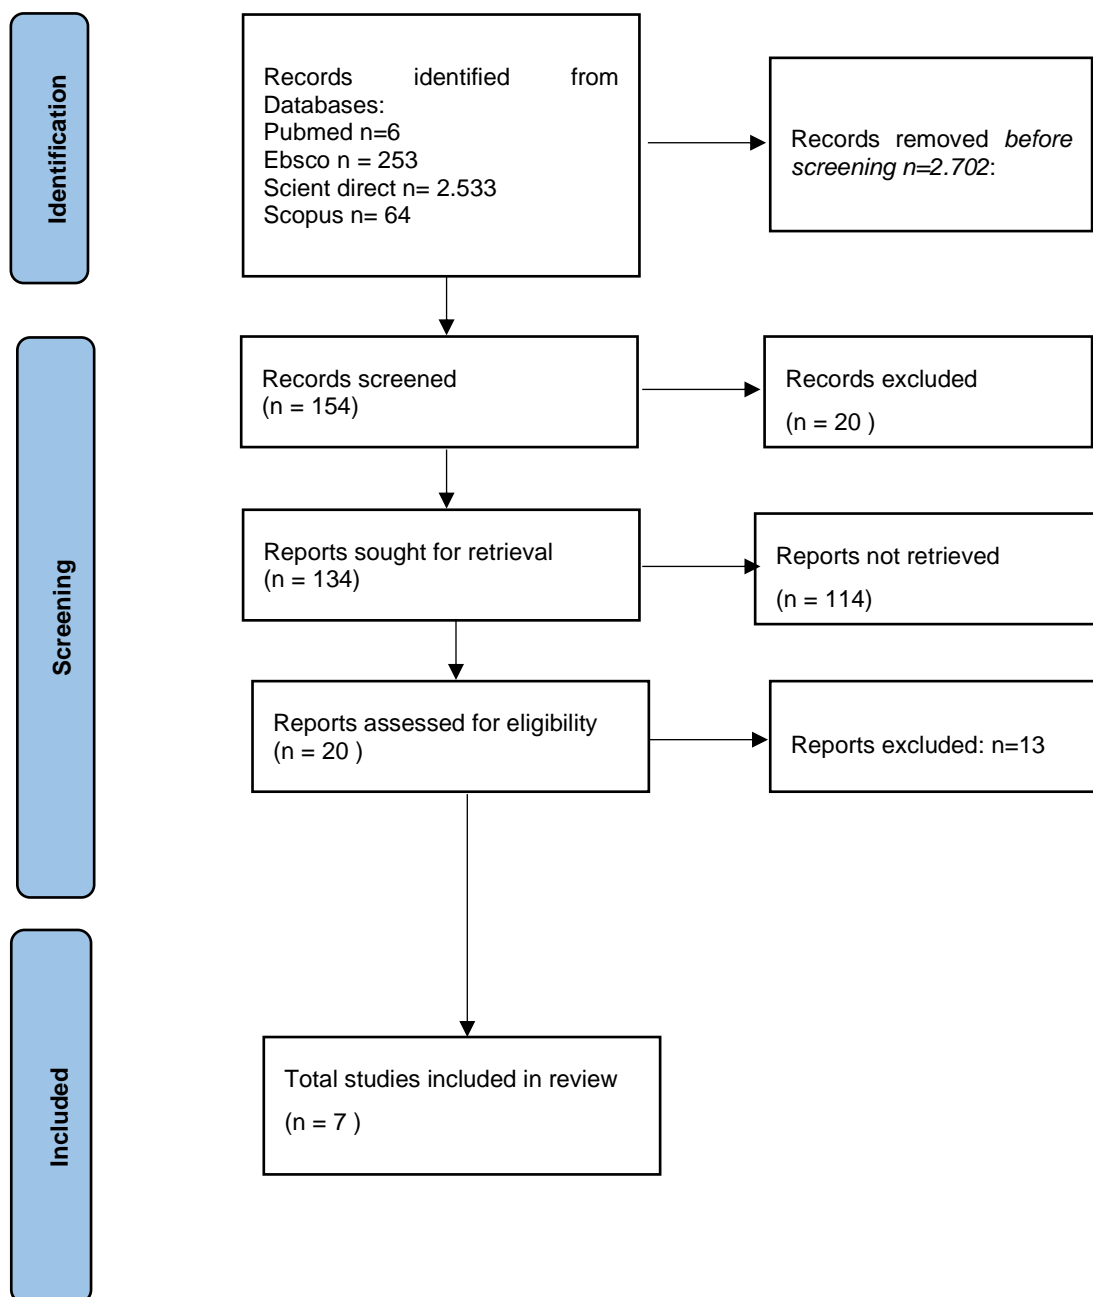 Identification
Records identified from
Databases:
Pubmed n=6
Ebsco n = 253
Scient direct n= 2.533
Scopus n= 64
Records removed before
screening n=2.702:
Screening
Records screened
(n = 154)
Records excluded
(n = 20 )
Reports sought for retrieval
(n = 134)
Reports not retrieved
(n = 114)
Reports assessed for eligibility
(n = 20 )
Reports excluded: n=13
Included
Total studies included in review
(n = 7 )